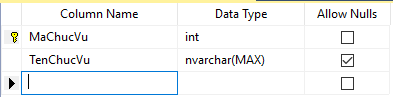 Column Name Data Type Allow Nulls
MaChucVu int
TenChucVu nvarchar(MAX)